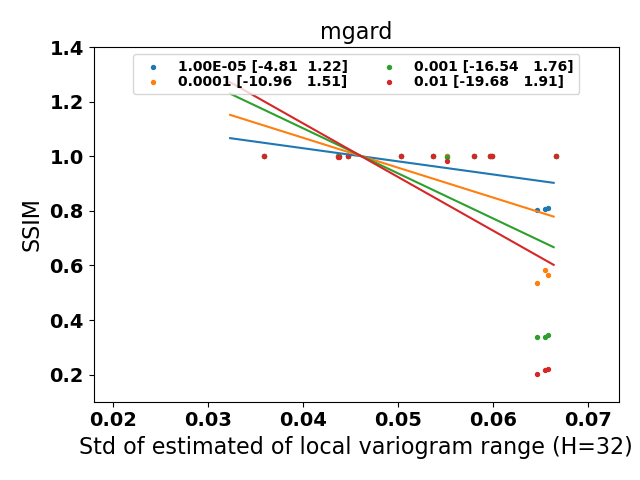 mgard
1.4
1.2
1.0
0.8
0.6
0.4
0.2
SSIM
1.00E-05 [-4.81 1.22]
0.0001 [-10.96 1.51]
0.001 [-16.54 1.76]
0.01 [-19.68 1.91]
0.02 0.03 0.04 0.05 0.06 0.07
Std of estimated of local variogram range (H=32)